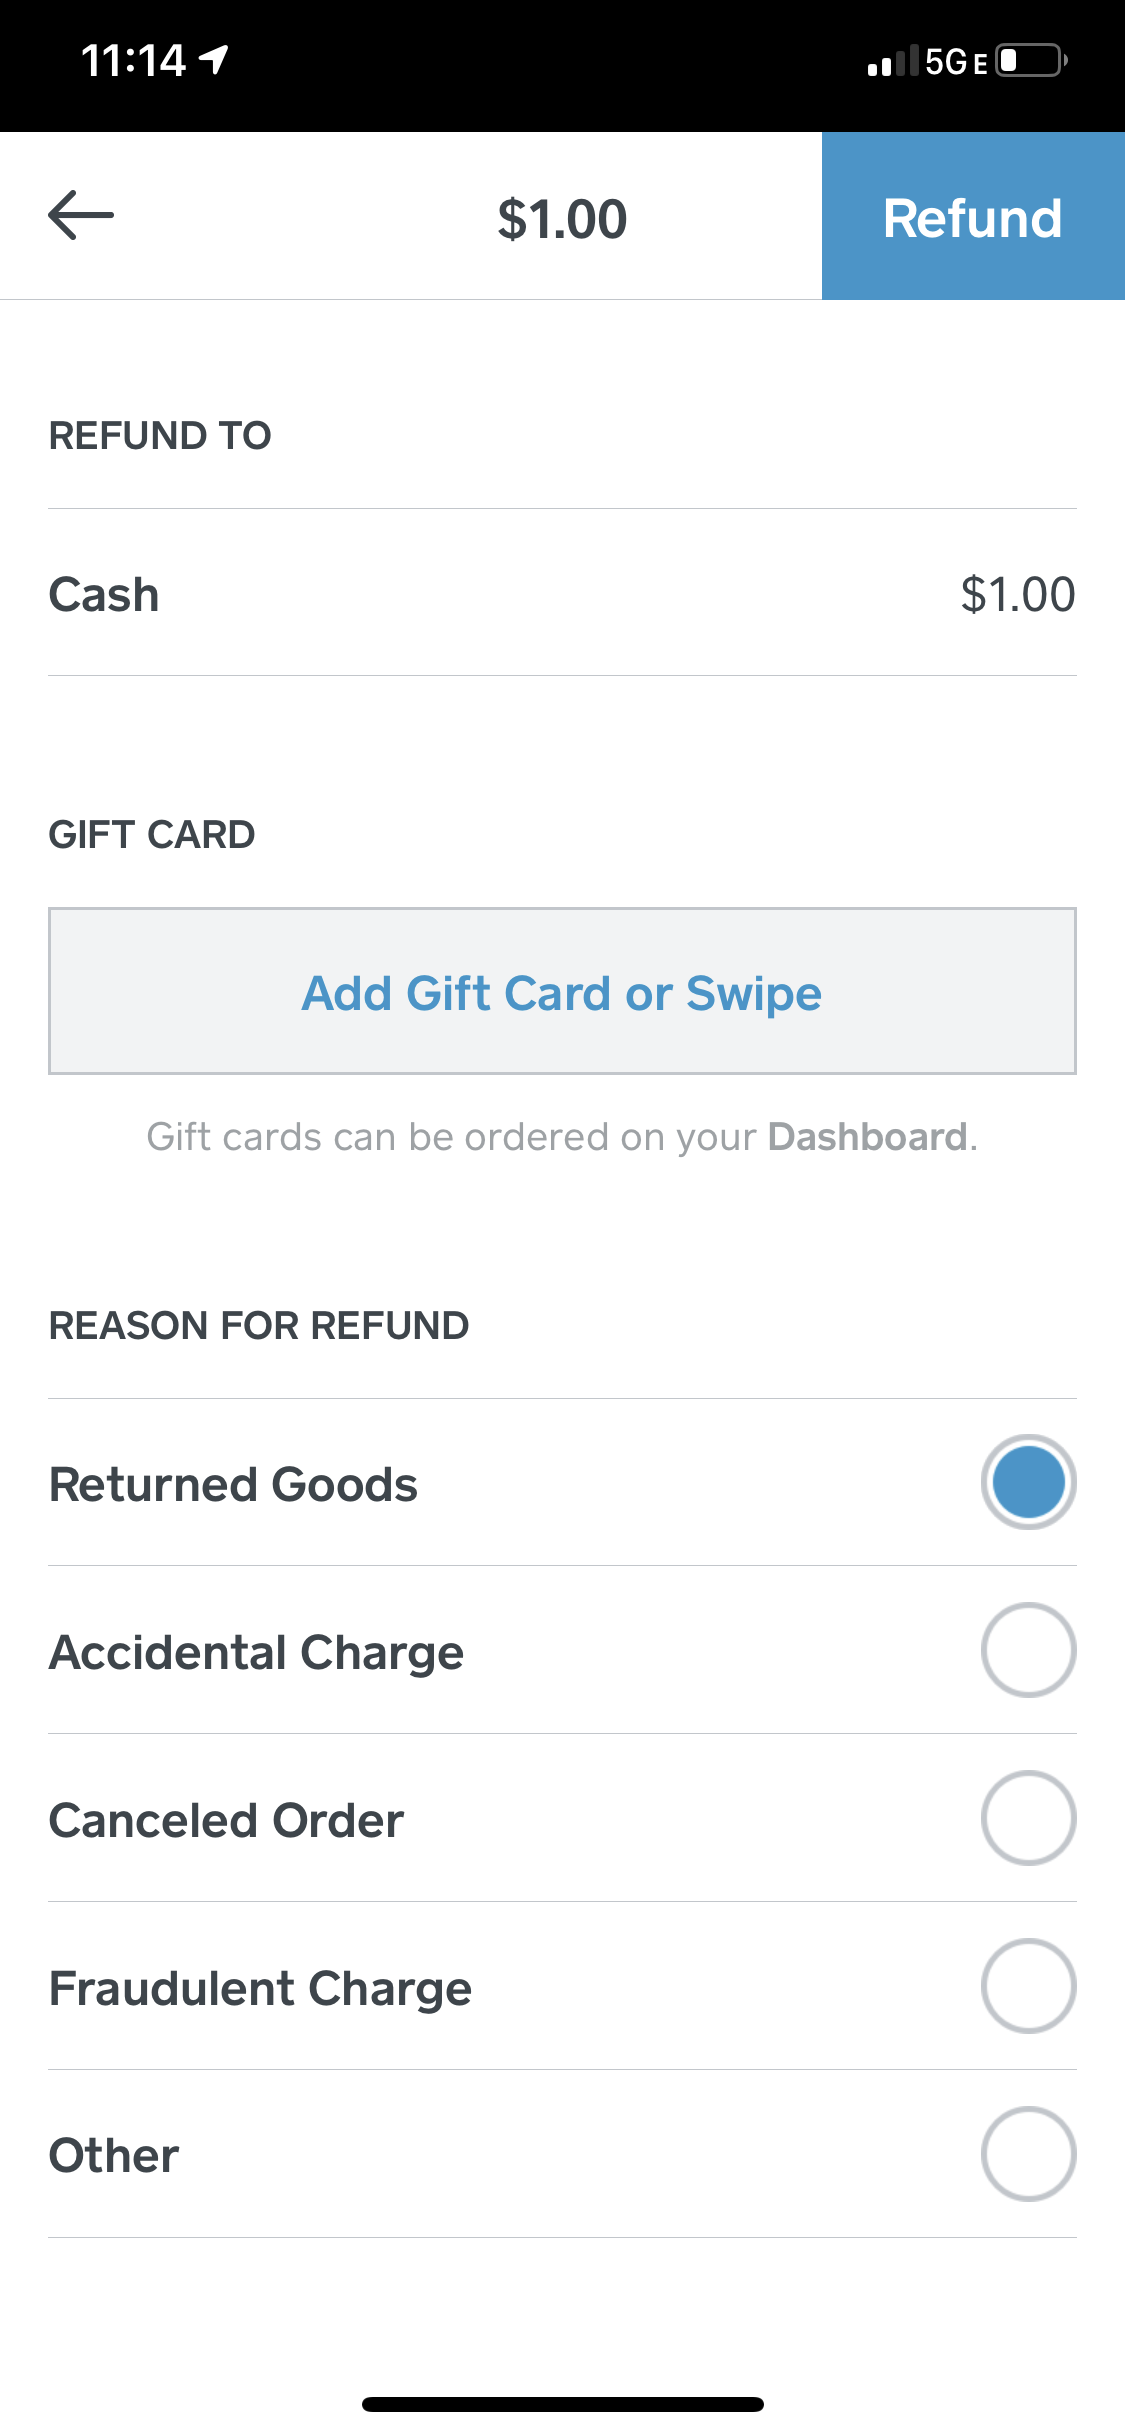 11:14
5G E
$1.00
Refund
REFUND TO
Cash $1.00
GIFT CARD
Add Gift Card or Swipe
Gift cards can be ordered on your Dashboard.
REASON FOR REFUND
Returned Goods
Accidental Charge
Canceled Order
Fraudulent Charge
Other